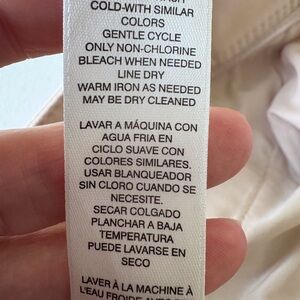 COLD-WITH SIMILAR
COLORS
GENTLE CYCLE
ONLY NON-CHLORINE
BLEACH WHEN NEEDED
LINE DRY
WARM IRON AS NEEDED
MAY BE DRY CLEANED
LAVAR A MÁQUINA CON
AGUA FRIA EN
CICLO SUAVE CON
COLORES SIMILARES.
USAR BLANQUEADOR
SIN CLORO CUANDO SE
NECESITE.
SECAR COLGADO
PLANCHAR A BAJA
TEMPERATURA
PUEDE LAVARSE EN
SECO
LAVER À LA MACHINE À
L'EAU FROIDE